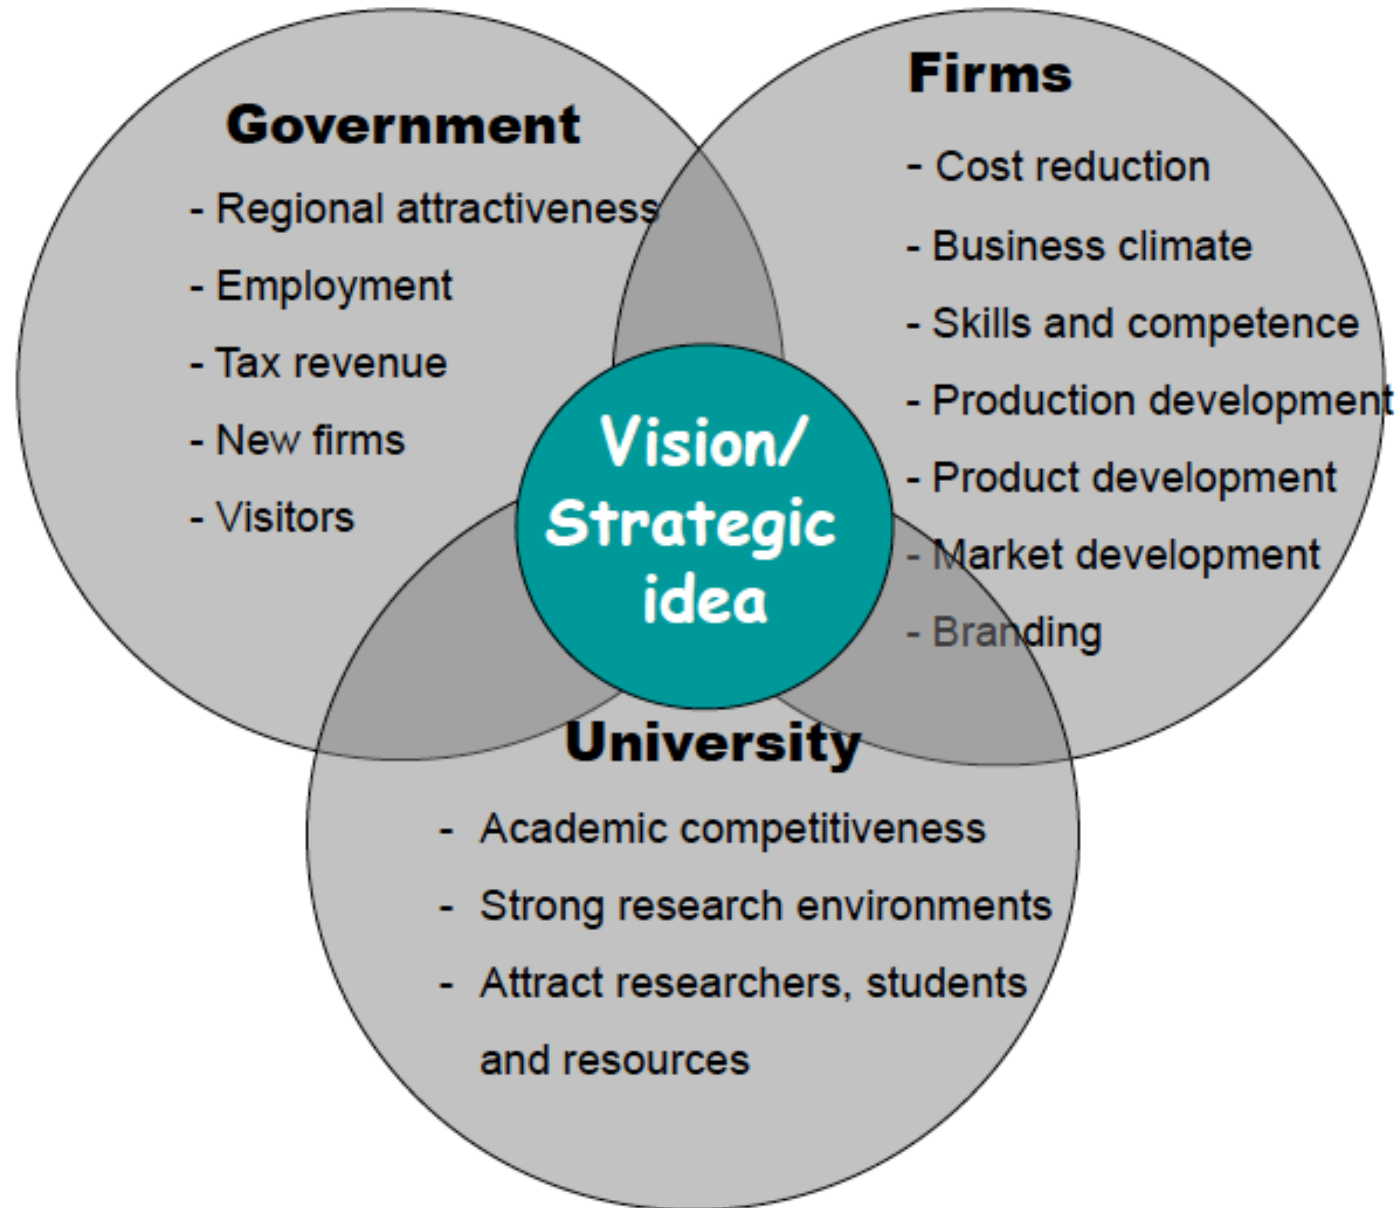 Government
- Regional attractiveness
- Employment
- Tax revenue
- New firms
- Visitors
Firms
- Cost reduction
- Business climate
- Skills and competence
- Production development
- Product development
- Market development
- Branding
Vision/
Strategic
idea
University
- Academic competitiveness
- Strong research environments
- Attract researchers, students
and resources